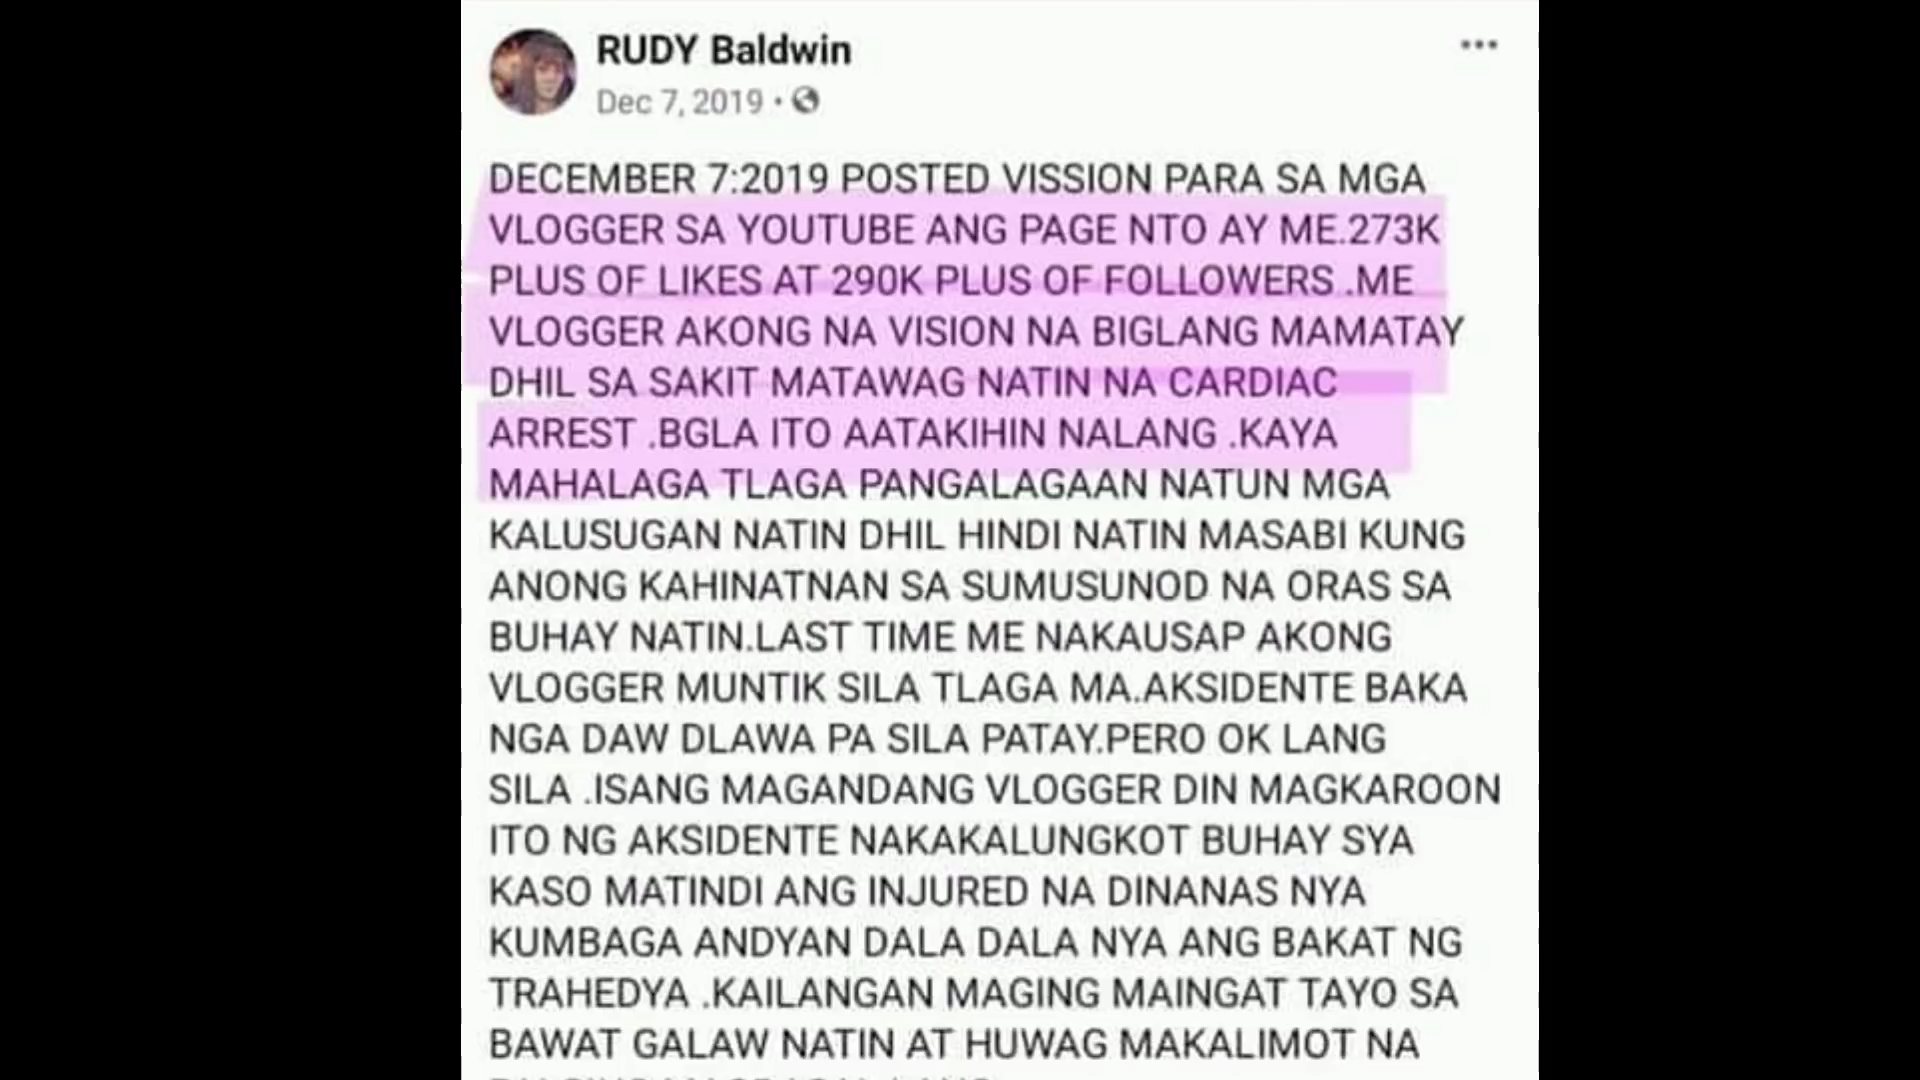 RUDY Baldwin
Dec 7, 2019 •
DECEMBER 7:2019 POSTED VISSION PARA SA MGA
VLOGGER SA YOUTUBE ANG PAGE NTO AY ME.273K
PLUS OF LIKES AT 290K PLUS OF FOLLOWERS .ME
VLOGGER AKONG NA VISION NA BIGLANG MAMATAY
DHIL SA SAKIT MATAWAG NATIN NA CARDIAC
ARREST .BGLA ITO AATAKIHIN NALANG .KAYA
MAHALAGA TLAGA PANGALAGAAN NATUN MGA
KALUSUGAN NATIN DHIL HINDI NATIN MASABI KUNG
ANONG KAHINATNAN SA SUMUSUNOD NA ORAS SA
BUHAY NATIN.LAST TIME ME NAKAUSAP AKONG
VLOGGER MUNTIK SILA TLAGA MA.AKSIDENTE BAKA
NGA DAW DLAWA PA SILA PATAY.PERO OK LANG
SILA .ISANG MAGANDANG VLOGGER DIN MAGKAROON
ITO NG AKSIDENTE NAKAKALUNGKOT BUHAY SYA
KASO MATINDI ANG INJURED NA DINANAS NYA
KUMBAGA ANDYAN DALA DALA NYA ANG BAKAT NG
TRAHEDYA .KAILANGAN MAGING MAINGAT TAYO SA
BAWAT GALAW NATIN AT HUWAG MAKALIMOT NA